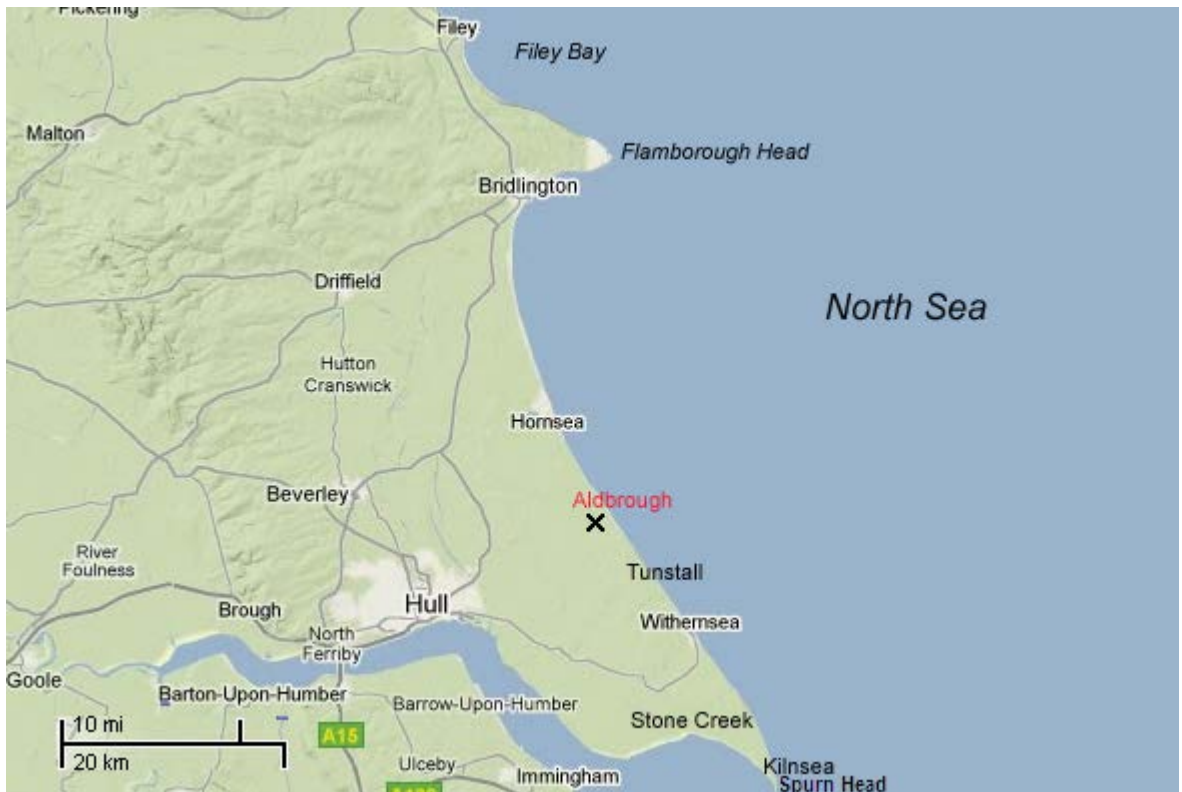 Pickering
Filey
Filey Bay
Malton
Flamborough Head
Bridlington
Driffield
North Sea
Hutton
Cranswick
Hornsea
Beverley
Aldbrough
River
Foulness
Tunstall
Brough
Hull
Withernsea
North
Ferriby
Goole
Barton-Upon-Humber
Barrow-Upon-Humber
Stone Creek
10 mi
A15
20 km
Ulceby
Immingham
Kilnsea
Spurn Head